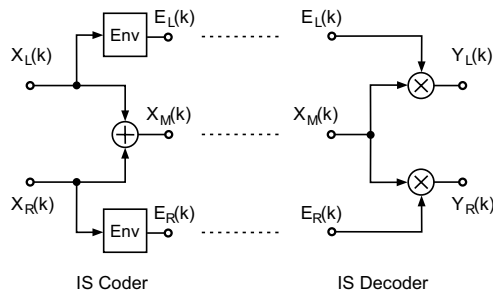 E_L(k) E_L(k)
Env
X_L(k) Y_L(k)
X_M(k) X_M(k)
X_R(k) Y_R(k)
Env
E_R(k) E_R(k)
IS Coder IS Decoder